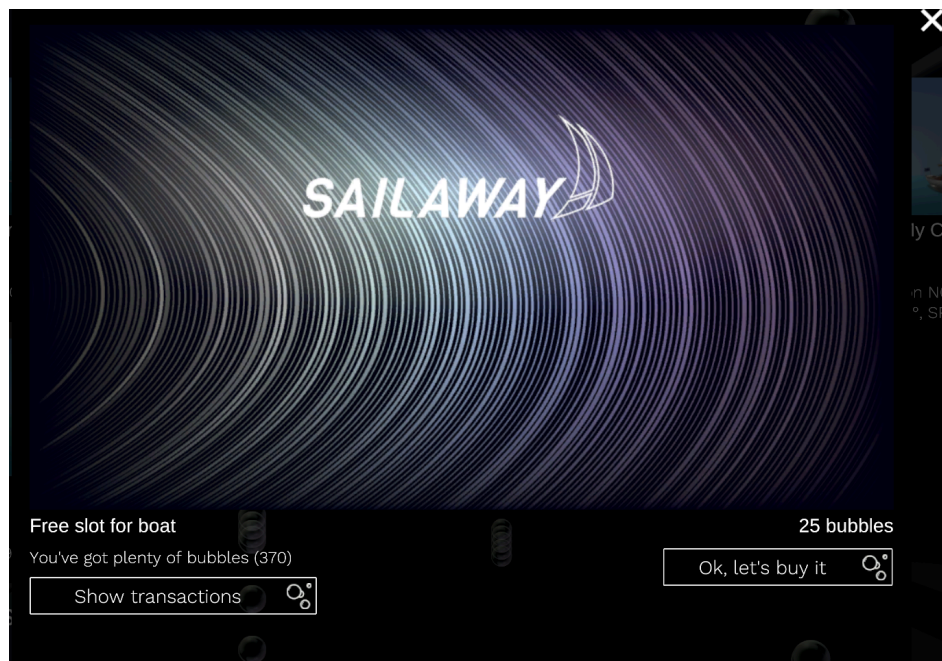 SAILAWAY
Free slot for boat
25 bubbles
You've got plenty of bubbles (370)
Ok, let's buy it
Show transactions